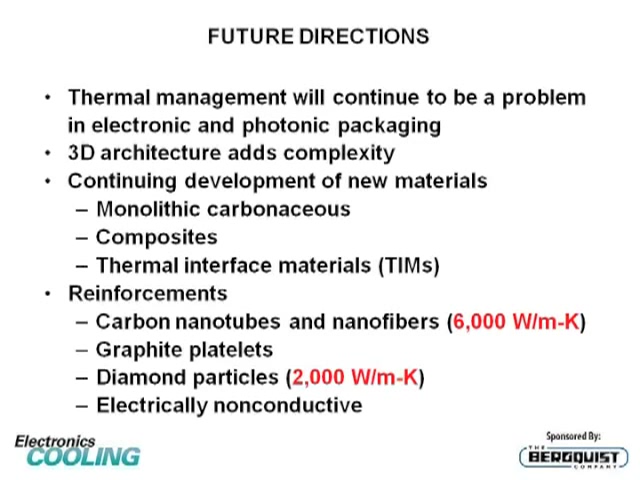 FUTURE DIRECTIONS
• Thermal management will continue to be a problem
in electronic and photonic packaging
• 3D architecture adds complexity
• Continuing development of new materials
– Monolithic carbonaceous
– Composites
– Thermal interface materials (TIMs)
• Reinforcements
– Carbon nanotubes and nanofibers (6,000 W/m-K)
– Graphite platelets
– Diamond particles (2,000 W/m-K)
– Electrically nonconductive
Electronics
COOLING
Sponsored By:
THE
BERGQUIST
COMPANY